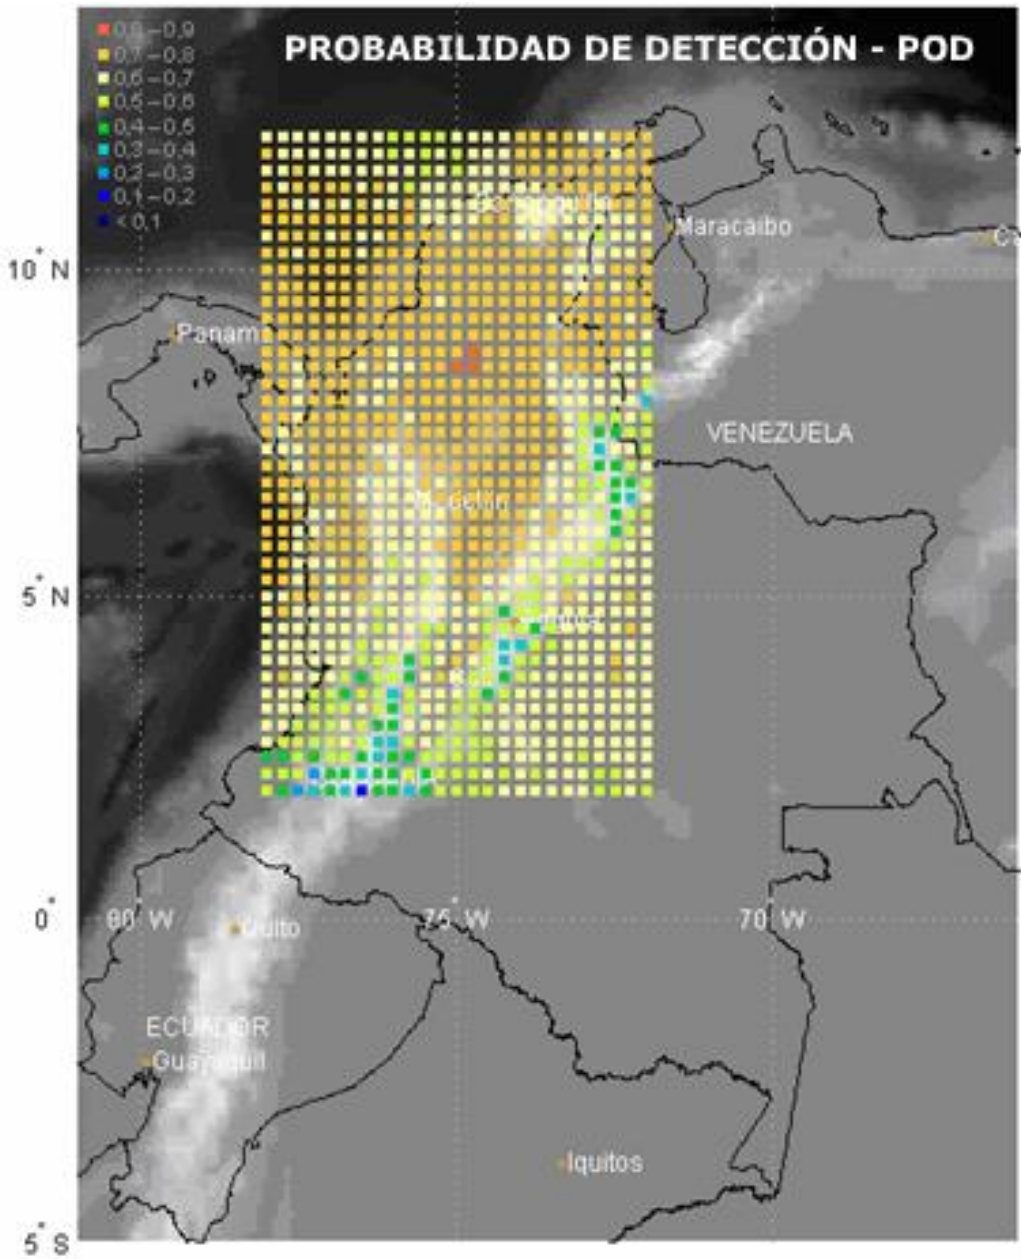 PROBABILIDAD DE DETECCIÓN - POD
0,8-0,9
0,7-0,8
0,6-0,7
0,5-0,6
0,4-0,5
0,3-0,4
0,2-0,3
0,1-0,2
<0,1
Maracaibo
10° N
Panam
VENEZUELA
5° N
0°
80 W
75 W
70 W
Quito
ECUADOR
Guayaquil
Iquitos
5° S